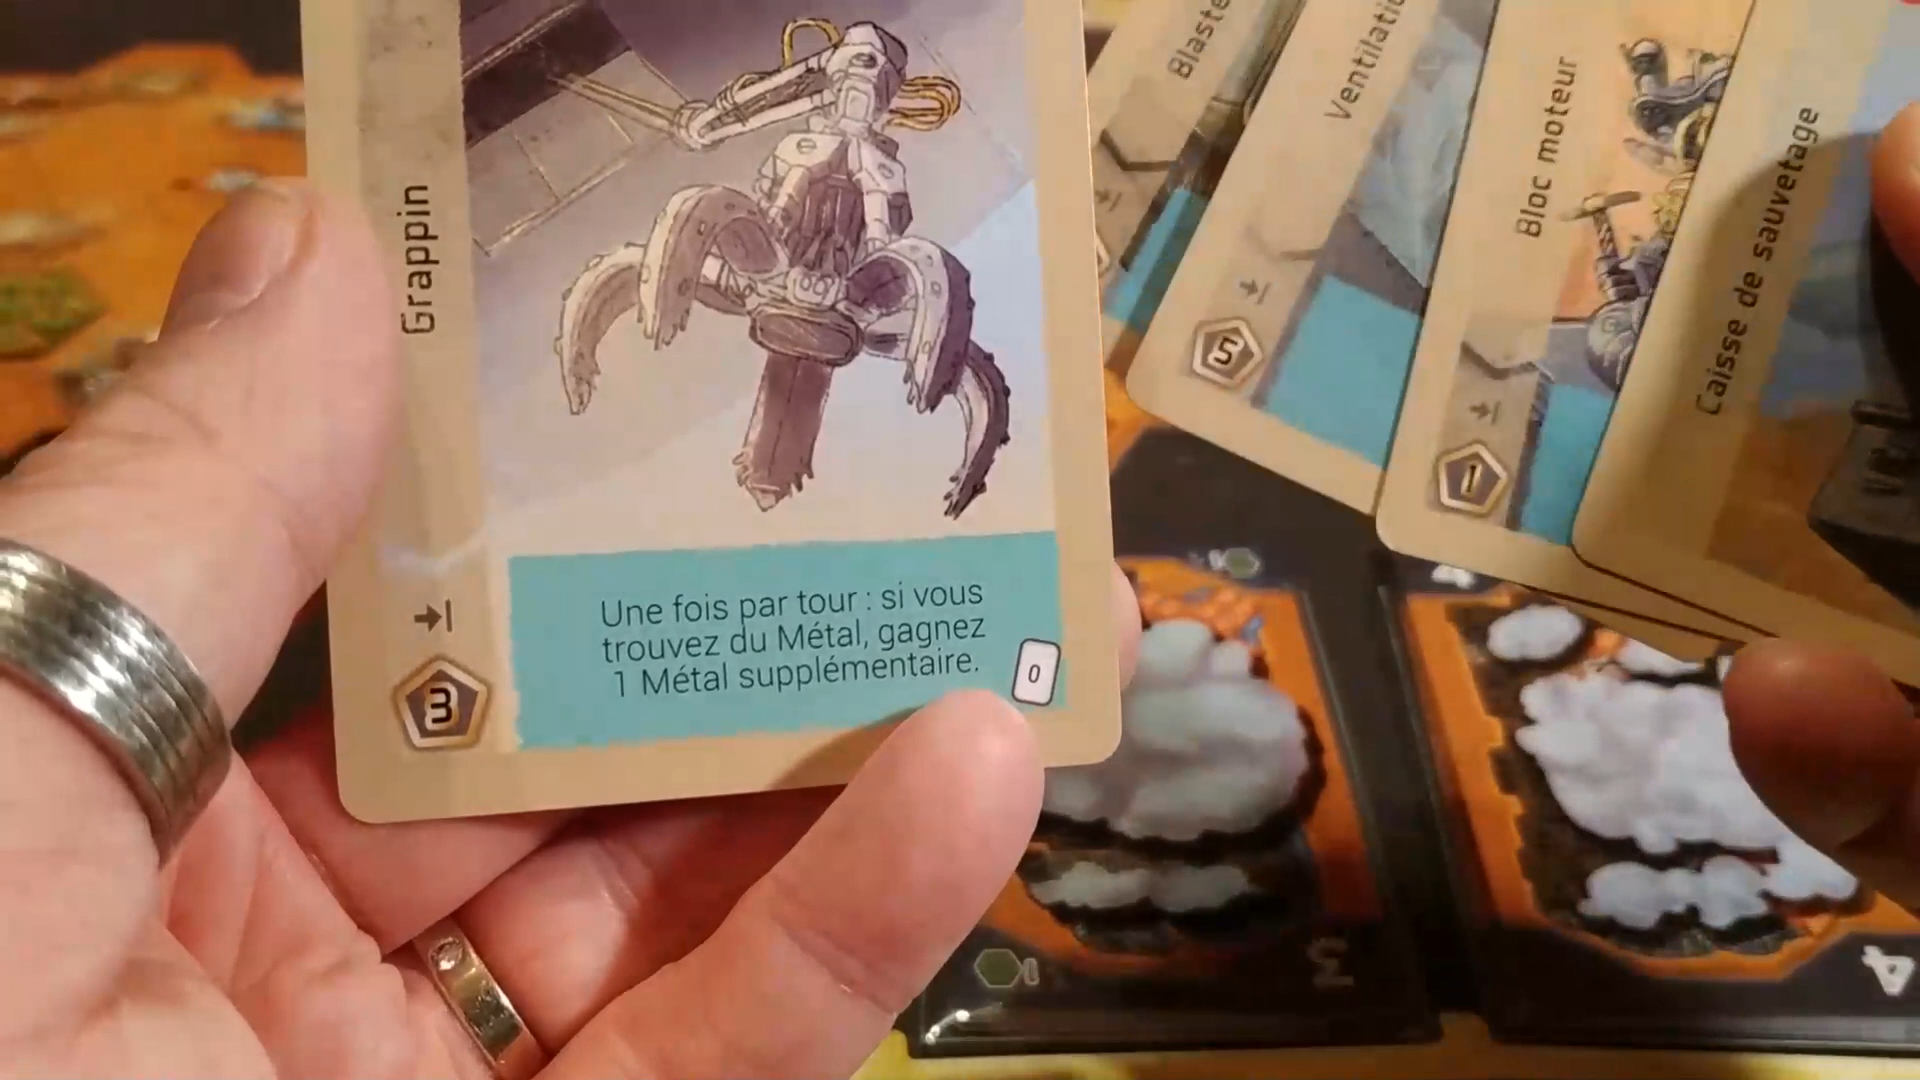 Grappin
Une fois par tour : si vous
trouvez du Métal, gagnez
1 Métal supplémentaire.
0
3
5
Bloc moteur
1
Caisse de sauvetage
3
4